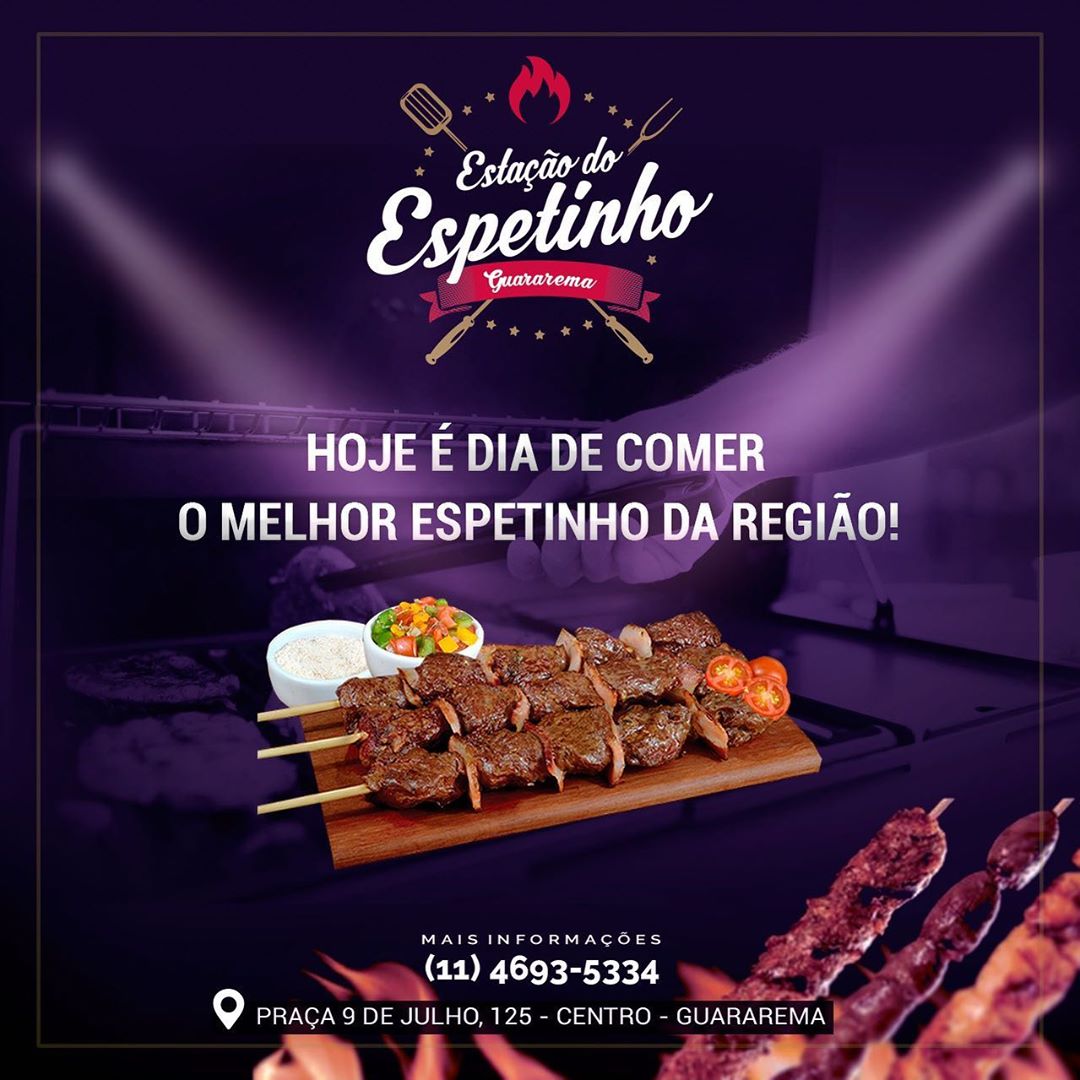 Estação do
Espetinho
Guararema
HOJE É DIA DE COMER
O MELHOR ESPETINHO DA REGIÃO!
MAIS INFORMAÇÕES
(11) 4693-5334
PRAÇA 9 DE JULHO, 125 - CENTRO - GUARAREMA